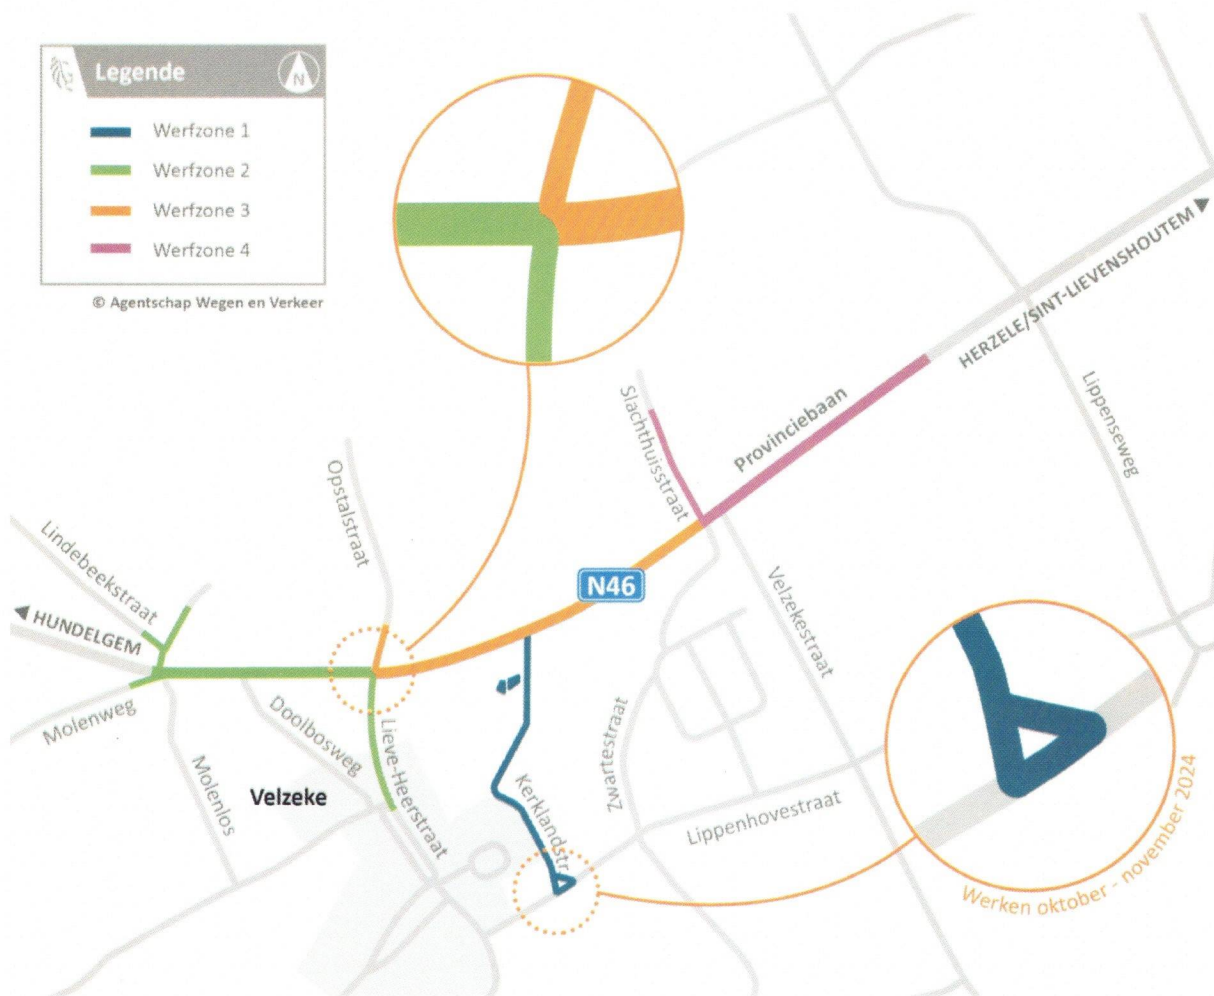 Legende
N
Werfzone 1
Werfzone 2
Werfzone 3
Werfzone 4
© Agentschap Wegen en Verkeer
HERZELE/SINT-LIEVENSHOUTEM
Lippenseweg
Provinciebaan
Slachthuisstraat
Opstalstraat
Lindebeekstraat
N46
HUNDELGEM
Velzekestraat
Molenweg
Doolbosweg
Lieve-Heerstraat
Zwartestraat
Molenlos
Velzeke
Kerklandstr.
Lippenhovestraat
Werken oktober - november 2024